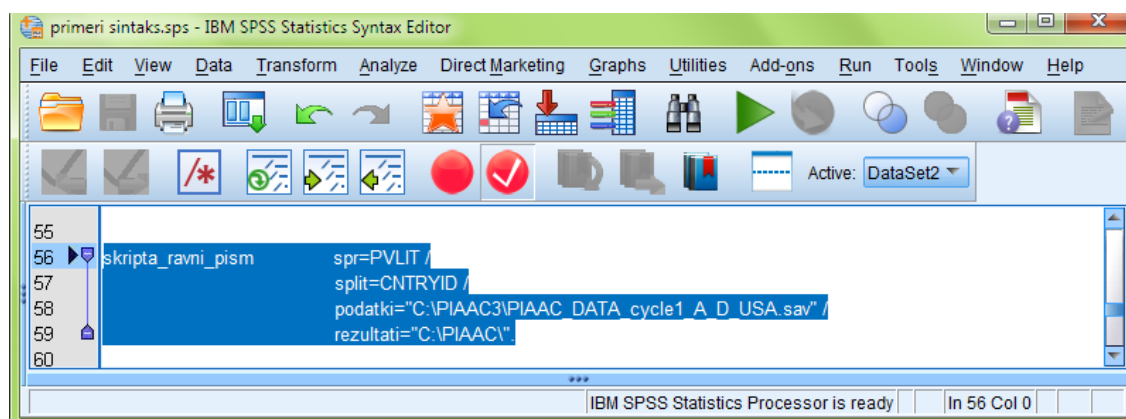 primeri sintaks.sps - IBM SPSS Statistics Syntax Editor
File Edit View Data Transform Analyze Direct Marketing Graphs Utilities Add-ons Run Tools Window Help
Active: DataSet2
55
56 skripta_ravni_pism spr=PVLIT /
57 split=CNTRYID /
58 podatki="C:\PIAAC3\PIAAC_DATA_cycle1_A_D_USA.sav" /
59 rezultati="C:\PIAAC\".
60
IBM SPSS Statistics Processor is ready In 56 Col 0